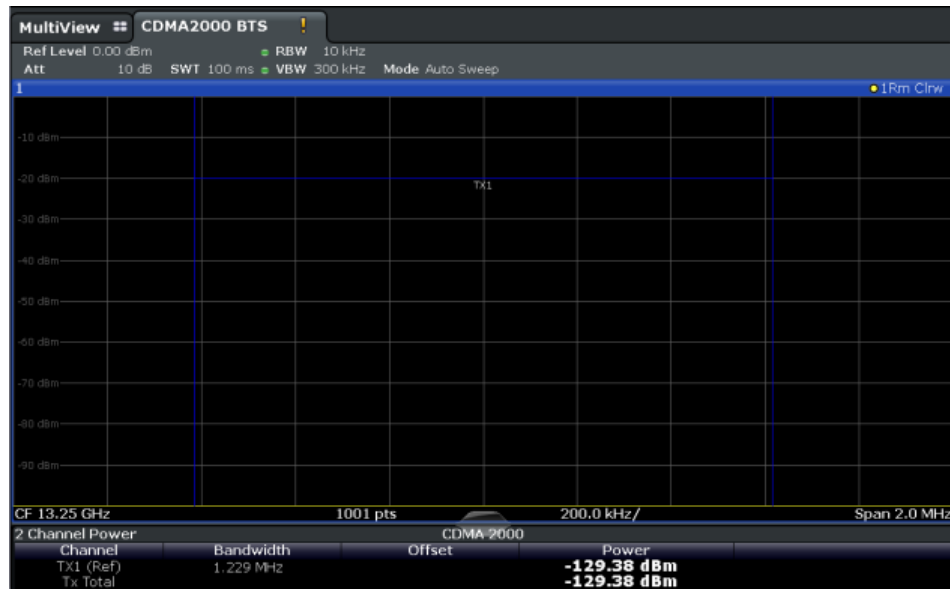 MultiView CDMA2000 BTS !
Ref Level 0.00 dBm RBW 10 kHz
Att 10 dB SWT 100 ms VBW 300 kHz Mode Auto Sweep
1 1Rm Clrw
-10 dBm
-20 dBm
TX1
-30 dBm
-40 dBm
-50 dBm
-60 dBm
-70 dBm
-80 dBm
-90 dBm
CF 13.25 GHz 1001 pts 200.0 kHz/ Span 2.0 MHz
2 Channel Power CDMA 2000
Channel Bandwidth Offset Power
TX1 (Ref) 1.229 MHz -129.38 dBm
Tx Total -129.38 dBm